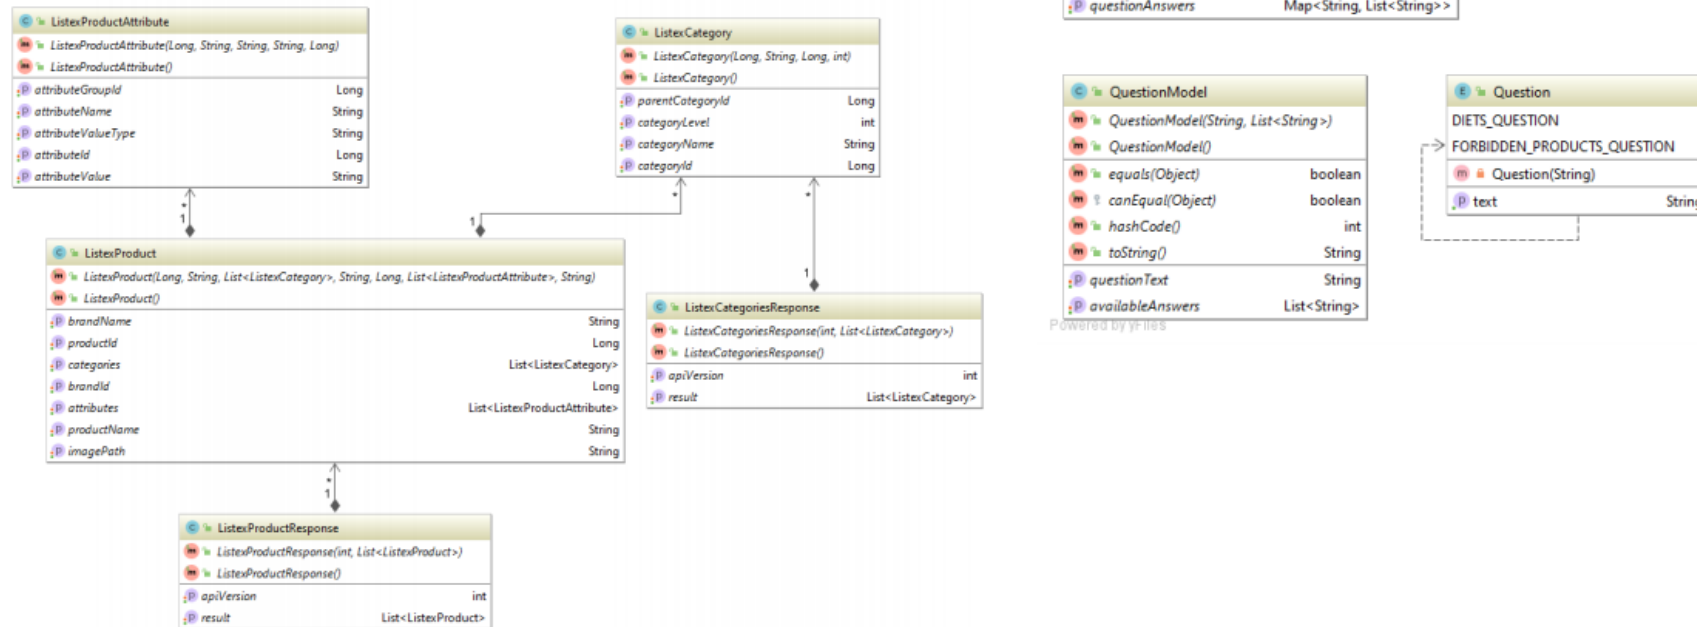 ListexProductAttribute
ListexProductAttribute(Long, String, String, String, Long)
ListexProductAttribute()
attributeGroupId Long
attributeName String
attributeValueType String
attributeId Long
attributeValue String
*
1
ListexCategory
ListexCategory(Long, String, Long, int)
ListexCategory()
parentCategoryId Long
categoryLevel int
categoryName String
categoryId Long
*
1
*
1
ListexProduct
ListexProduct(Long, String, List<ListexCategory>, String, Long, List<ListexProductAttribute>, String)
ListexProduct()
brandName String
productId Long
categories List<ListexCategory>
brandId Long
attributes List<ListexProductAttribute>
productName String
imagePath String
*
1
ListexCategoriesResponse
ListexCategoriesResponse(int, List<ListexCategory>)
ListexCategoriesResponse()
apiVersion int
result List<ListexCategory>
ListexProductResponse
ListexProductResponse(int, List<ListexProduct>)
ListexProductResponse()
apiVersion int
result List<ListexProduct>
questionAnswers Map<String, List<String>>
QuestionModel
QuestionModel(String, List<String>)
QuestionModel()
equals(Object) boolean
canEqual(Object) boolean
hashCode() int
toString() String
questionText String
availableAnswers List<String>
Powered by yFiles
Question
DIETS_QUESTION
FORBIDDEN_PRODUCTS_QUESTION
Question(String)
text String